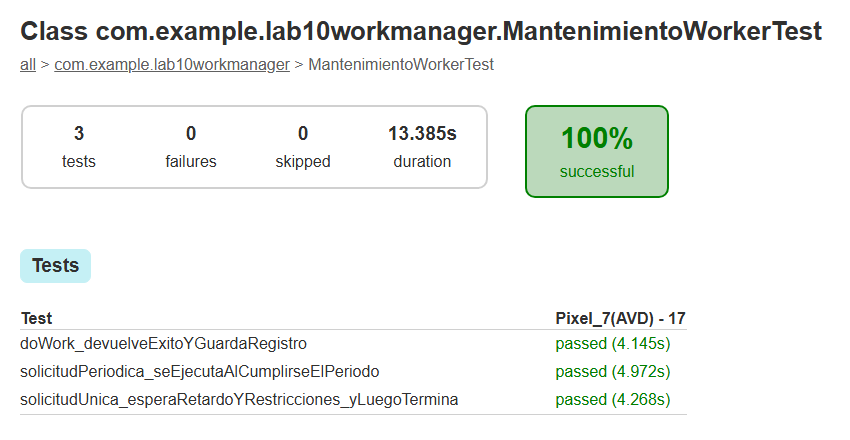 Class com.example.lab10workmanager.MantenimientoWorkerTest
all > com.example.lab10workmanager > MantenimientoWorkerTest
3 0 0 13.385s 100%
tests failures skipped duration successful
Tests
Test Pixel_7(AVD) - 17
doWork_devuelveExitoYGuardaRegistro passed (4.145s)
solicitudPeriodica_seEjecutaAlCumplirseElPeriodo passed (4.972s)
solicitudUnica_esperaRetardoYRestricciones_yLuegoTermina passed (4.268s)